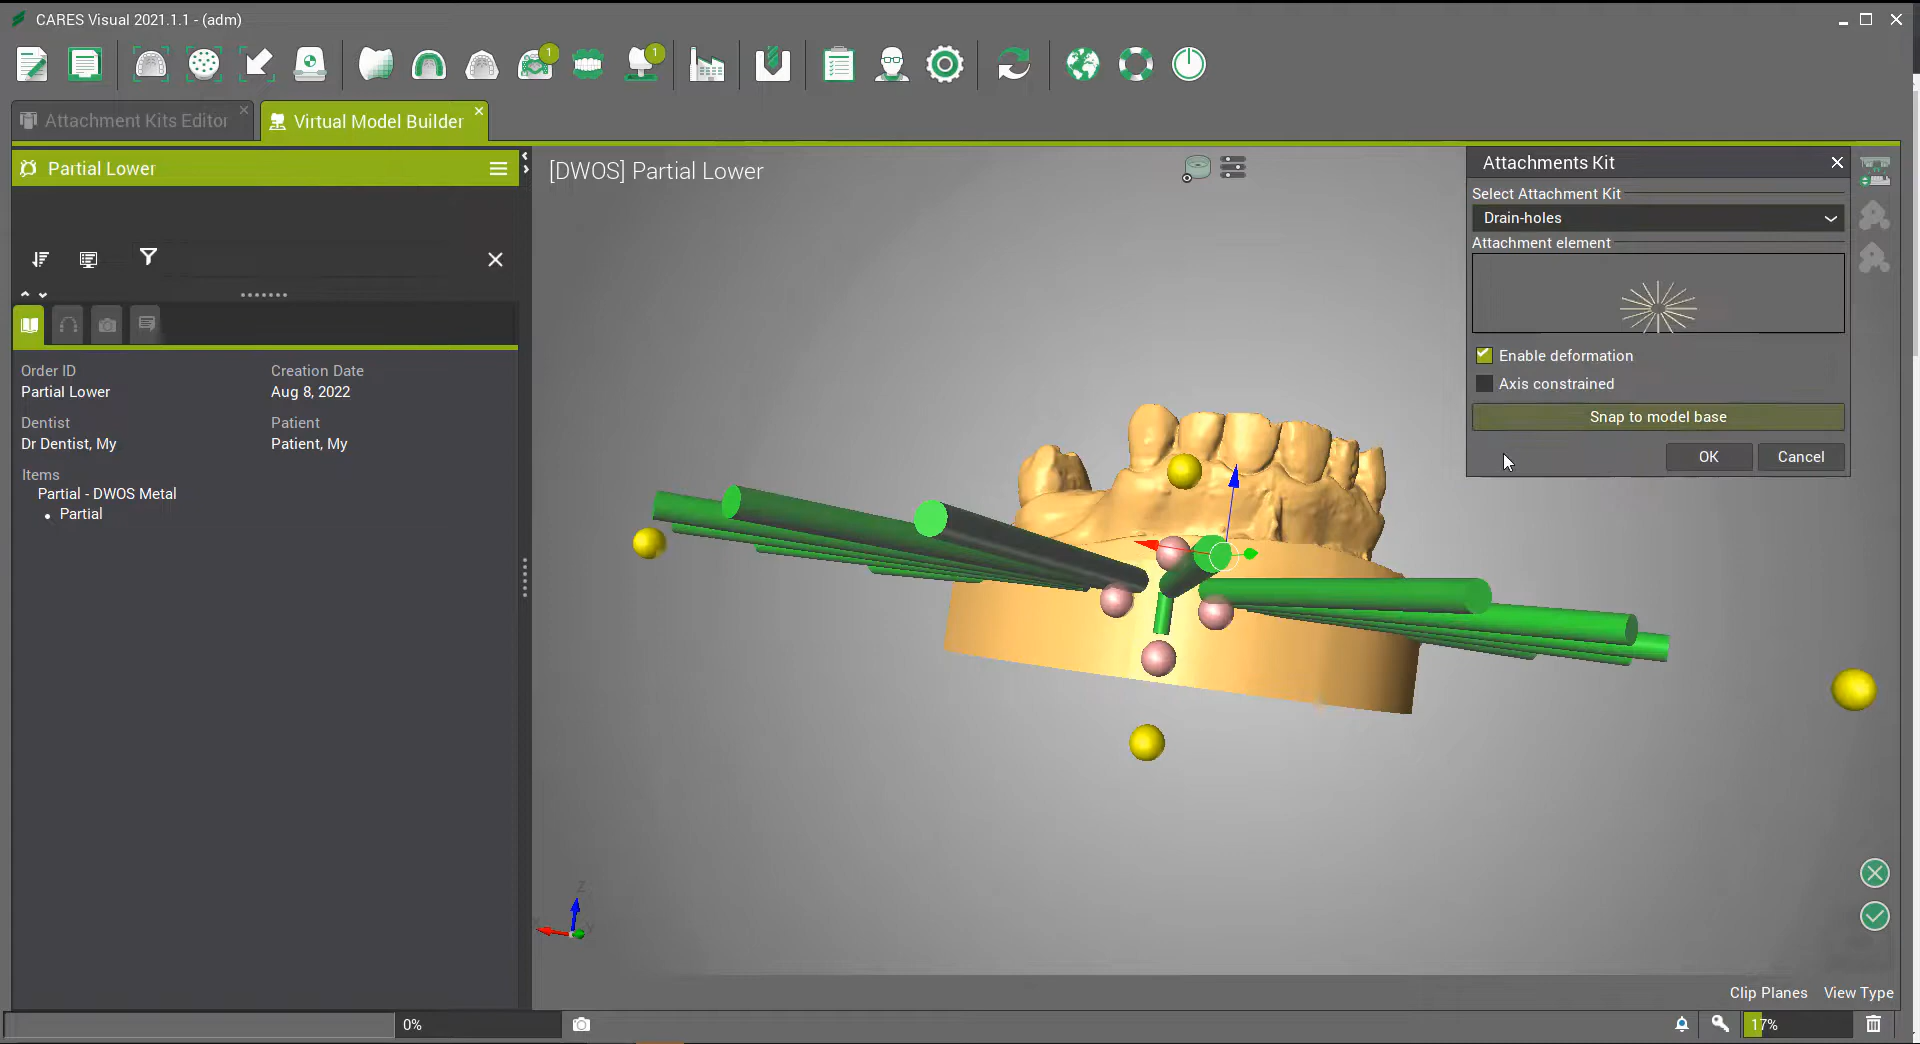 CARES Visual 2021.1.1 - (adm)
1
1
Attachment Kits Editor
Virtual Model Builder
Partial Lower
[DWOS] Partial Lower
Attachments Kit
Select Attachment Kit
Drain-holes
Attachment element
Enable deformation
Axis constrained
Snap to model base
OK
Cancel
Order ID
Creation Date
Partial Lower
Aug 8, 2022
Dentist
Patient
Dr Dentist, My
Patient, My
Items
Partial - DWOS Metal
Partial
Z
Clip Planes
View Type
0%
17%